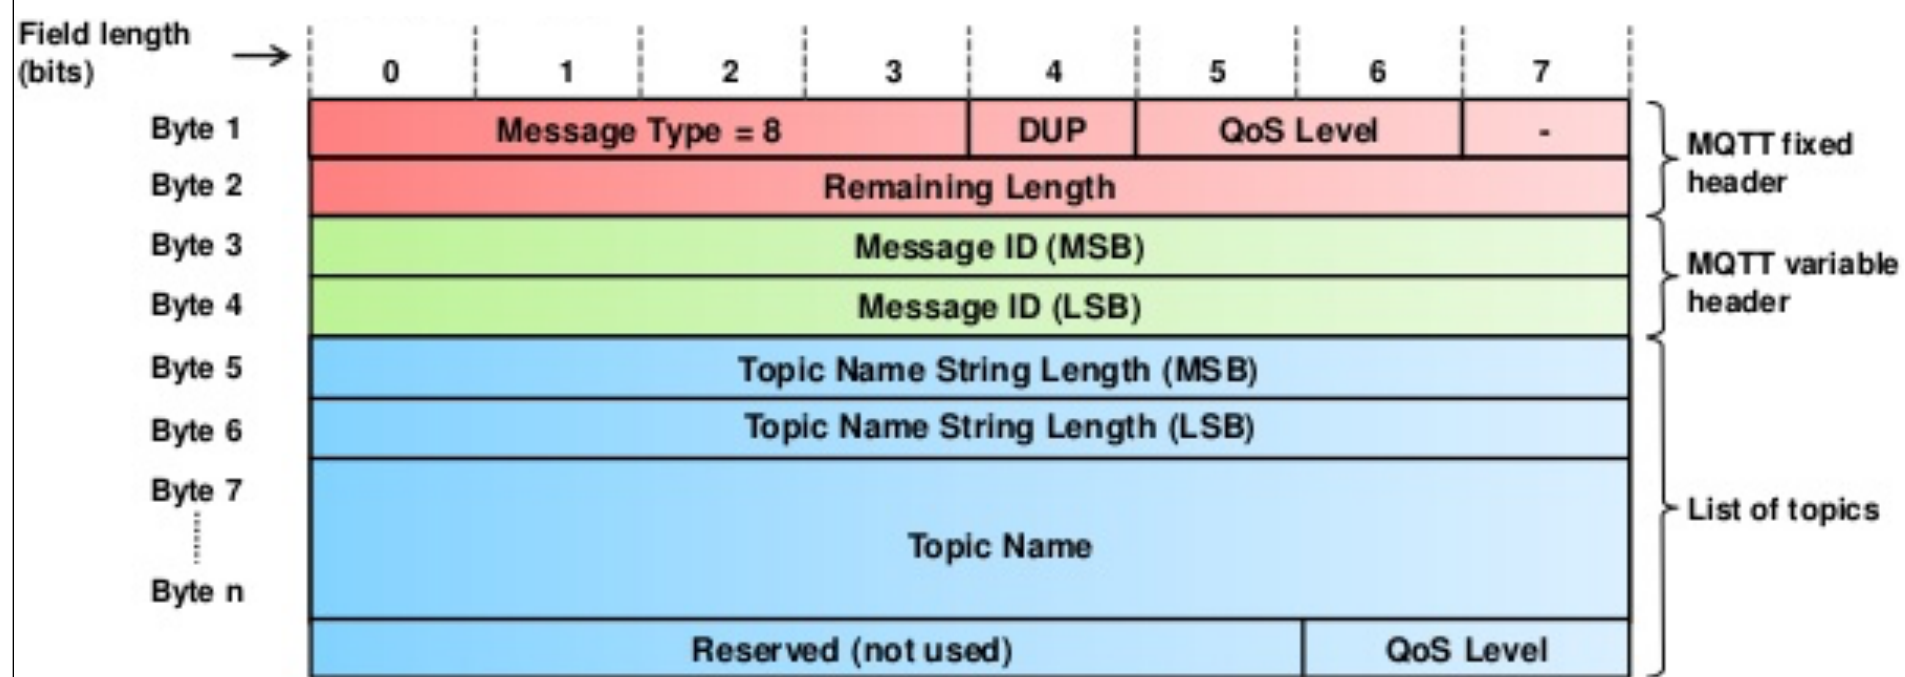 Field length
(bits)
0 1 2 3 4 5 6 7
Byte 1 Message Type = 8 DUP QoS Level -
MQTT fixed
header
Byte 2 Remaining Length
Byte 3 Message ID (MSB)
MQTT variable
header
Byte 4 Message ID (LSB)
Byte 5 Topic Name String Length (MSB)
Byte 6 Topic Name String Length (LSB)
Byte 7
List of topics
Topic Name
Byte n
Reserved (not used) QoS Level